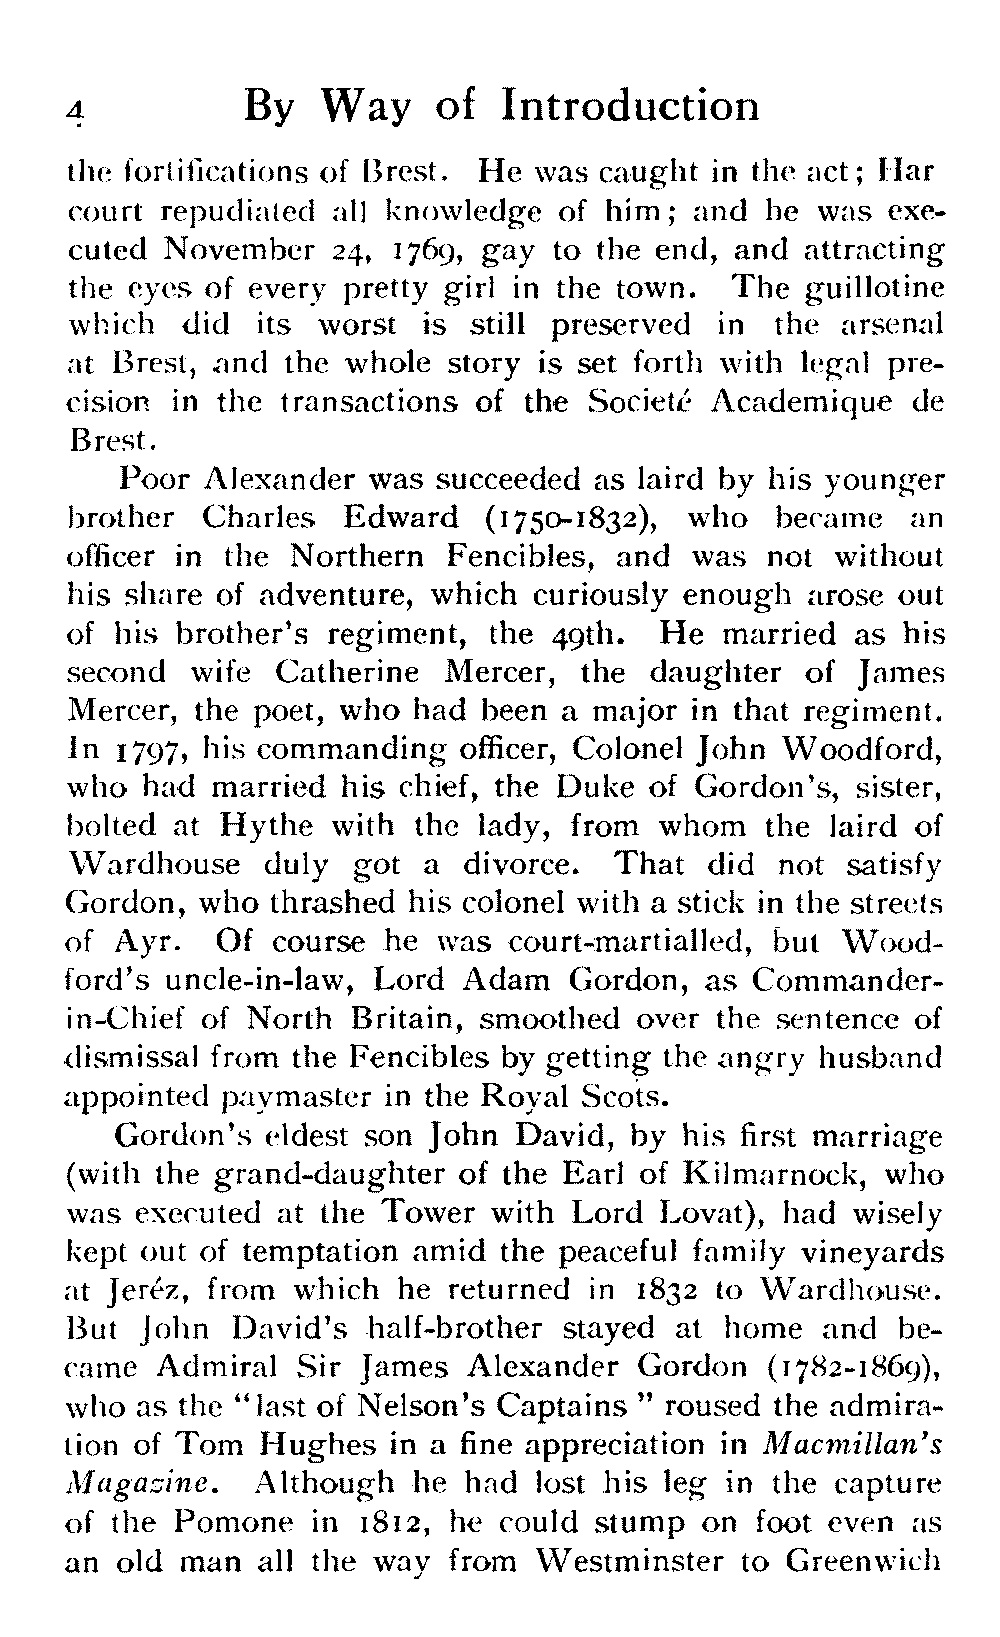 4 By Way of Introduction
the fortifications of Brest. He was caught in the act; Har
court repudiated all knowledge of him; and he was exe-
cuted November 24, 1769, gay to the end, and attracting
the eyes of every pretty girl in the town. The guillotine
which did its worst is still preserved in the arsenal
at Brest, and the whole story is set forth with legal pre-
cision in the transactions of the Societé Academique de
Brest.
Poor Alexander was succeeded as laird by his younger
brother Charles Edward (1750-1832), who became an
officer in the Northern Fencibles, and was not without
his share of adventure, which curiously enough arose out
of his brother's regiment, the 49th. He married as his
second wife Catherine Mercer, the daughter of James
Mercer, the poet, who had been a major in that regiment.
In 1797, his commanding officer, Colonel John Woodford,
who had married his chief, the Duke of Gordon's, sister,
bolted at Hythe with the lady, from whom the laird of
Wardhouse duly got a divorce. That did not satisfy
Gordon, who thrashed his colonel with a stick in the streets
of Ayr. Of course he was court-martialled, but Wood-
ford's uncle-in-law, Lord Adam Gordon, as Commander-
in-Chief of North Britain, smoothed over the sentence of
dismissal from the Fencibles by getting the angry husband
appointed paymaster in the Royal Scots.
Gordon's eldest son John David, by his first marriage
(with the grand-daughter of the Earl of Kilmarnock, who
was executed at the Tower with Lord Lovat), had wisely
kept out of temptation amid the peaceful family vineyards
at Jeréz, from which he returned in 1832 to Wardhouse.
But John David's half-brother stayed at home and be-
came Admiral Sir James Alexander Gordon (1782-1869),
who as the "last of Nelson's Captains" roused the admira-
tion of Tom Hughes in a fine appreciation in Macmillan's
Magazine. Although he had lost his leg in the capture
of the Pomone in 1812, he could stump on foot even as
an old man all the way from Westminster to Greenwich